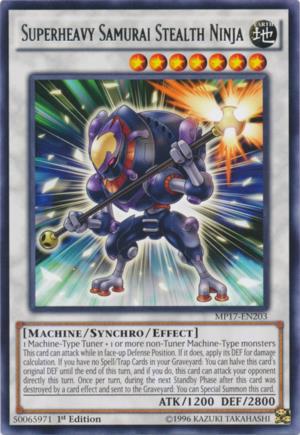 SUPERHEAVY SAMURAI STEALTH NINJA
EARTH
地
MP17-EN203
[MACHINE/SYNCHRO/EFFECT]
1 Machine-Type Tuner + 1 or more non-Tuner Machine-Type monsters
This card can attack while in face-up Defense Position. If it does, apply its DEF for damage
calculation. If you have no Spell/Trap Cards in your Graveyard: You can halve this card's
original DEF until the end of this turn, and if you do, this card can attack your opponent
directly this turn. Once per turn, during the next Standby Phase after this card was
destroyed by a card effect and sent to the Graveyard: You can Special Summon this card.
ATK/1200 DEF/2800
50065971 1st Edition ©1996 KAZUKI TAKAHASHI